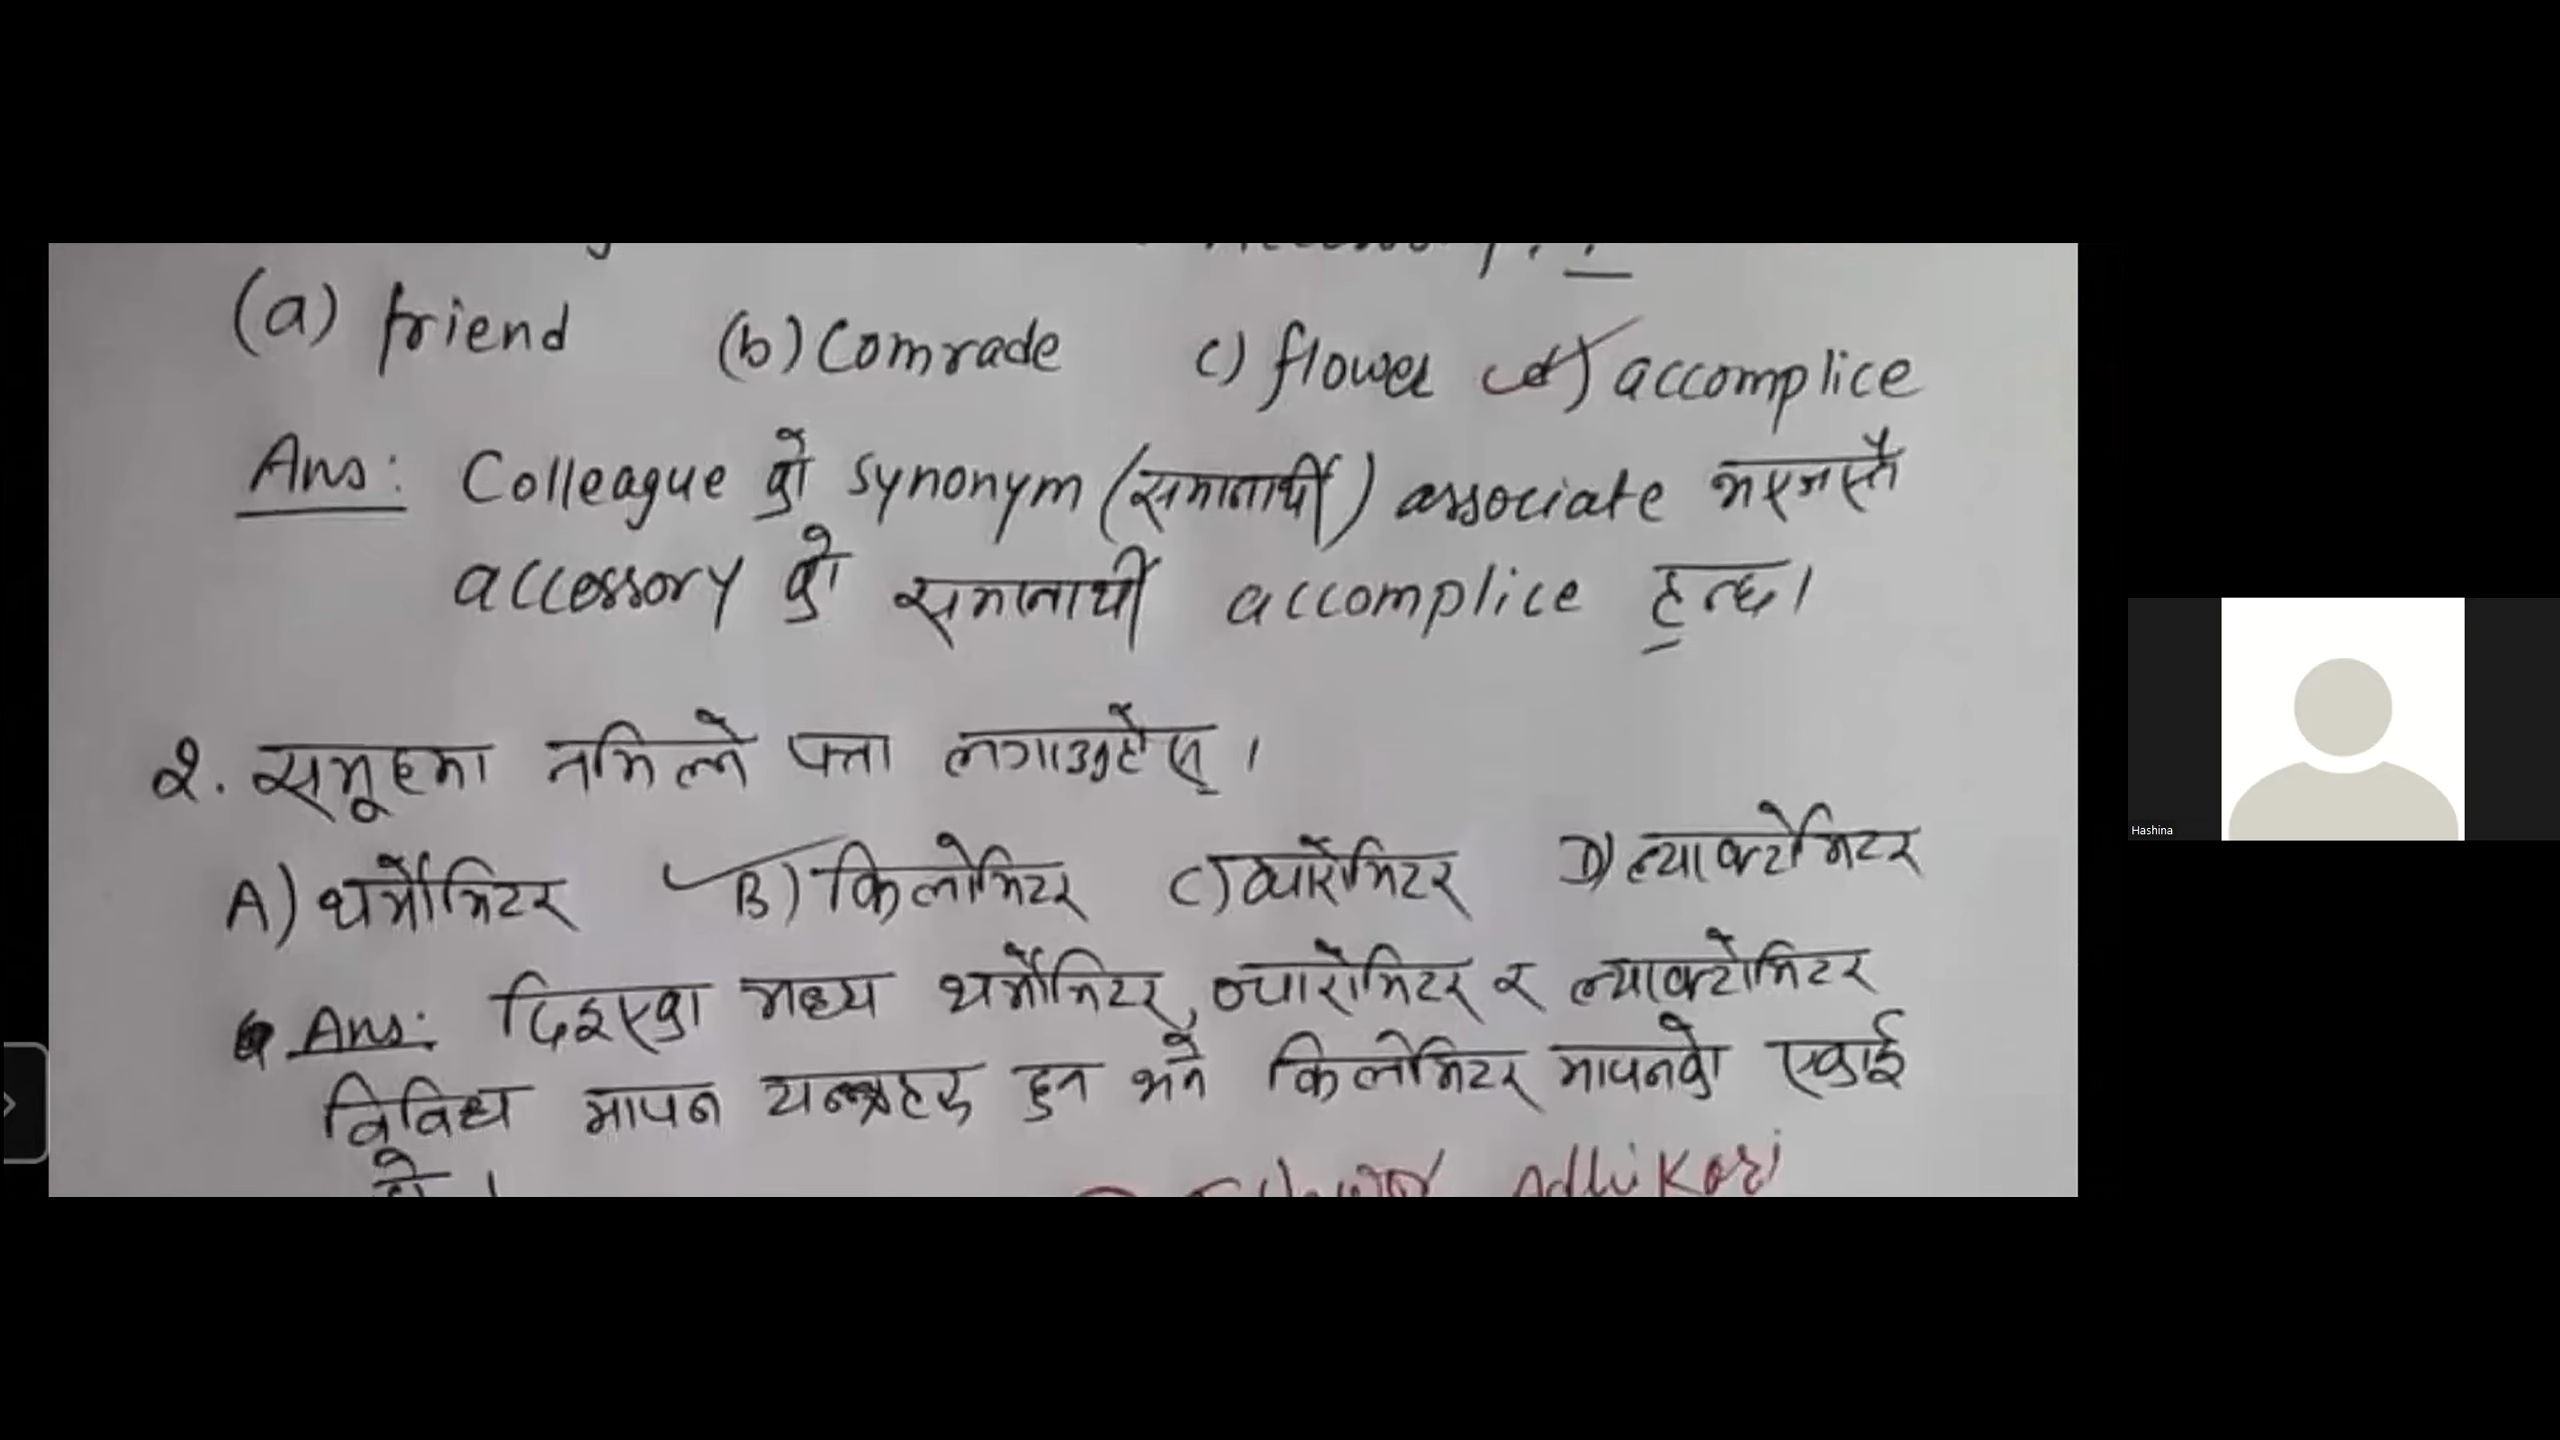 (a) friend (b) Comrade c) flower d) accomplice
Ans: Colleague को synonym (समानार्थी) associate भएजस्तै
accessory को समानार्थी accomplice हुन्छ।
२. समूहमा नमिल्ने पत्ता लगाउनुहोस् ।
A) थर्मोमिटर B) किलोमिटर C) ब्यारोमिटर D) ल्याक्टोमिटर
Ans: दिइएका मध्य थर्मोमिटर, ब्यारोमिटर र ल्याक्टोमिटर
विविध मापन यन्त्रहरु हुन भने किलोमिटर मापनको एकाई
हो ।
Adhikari
Hashina